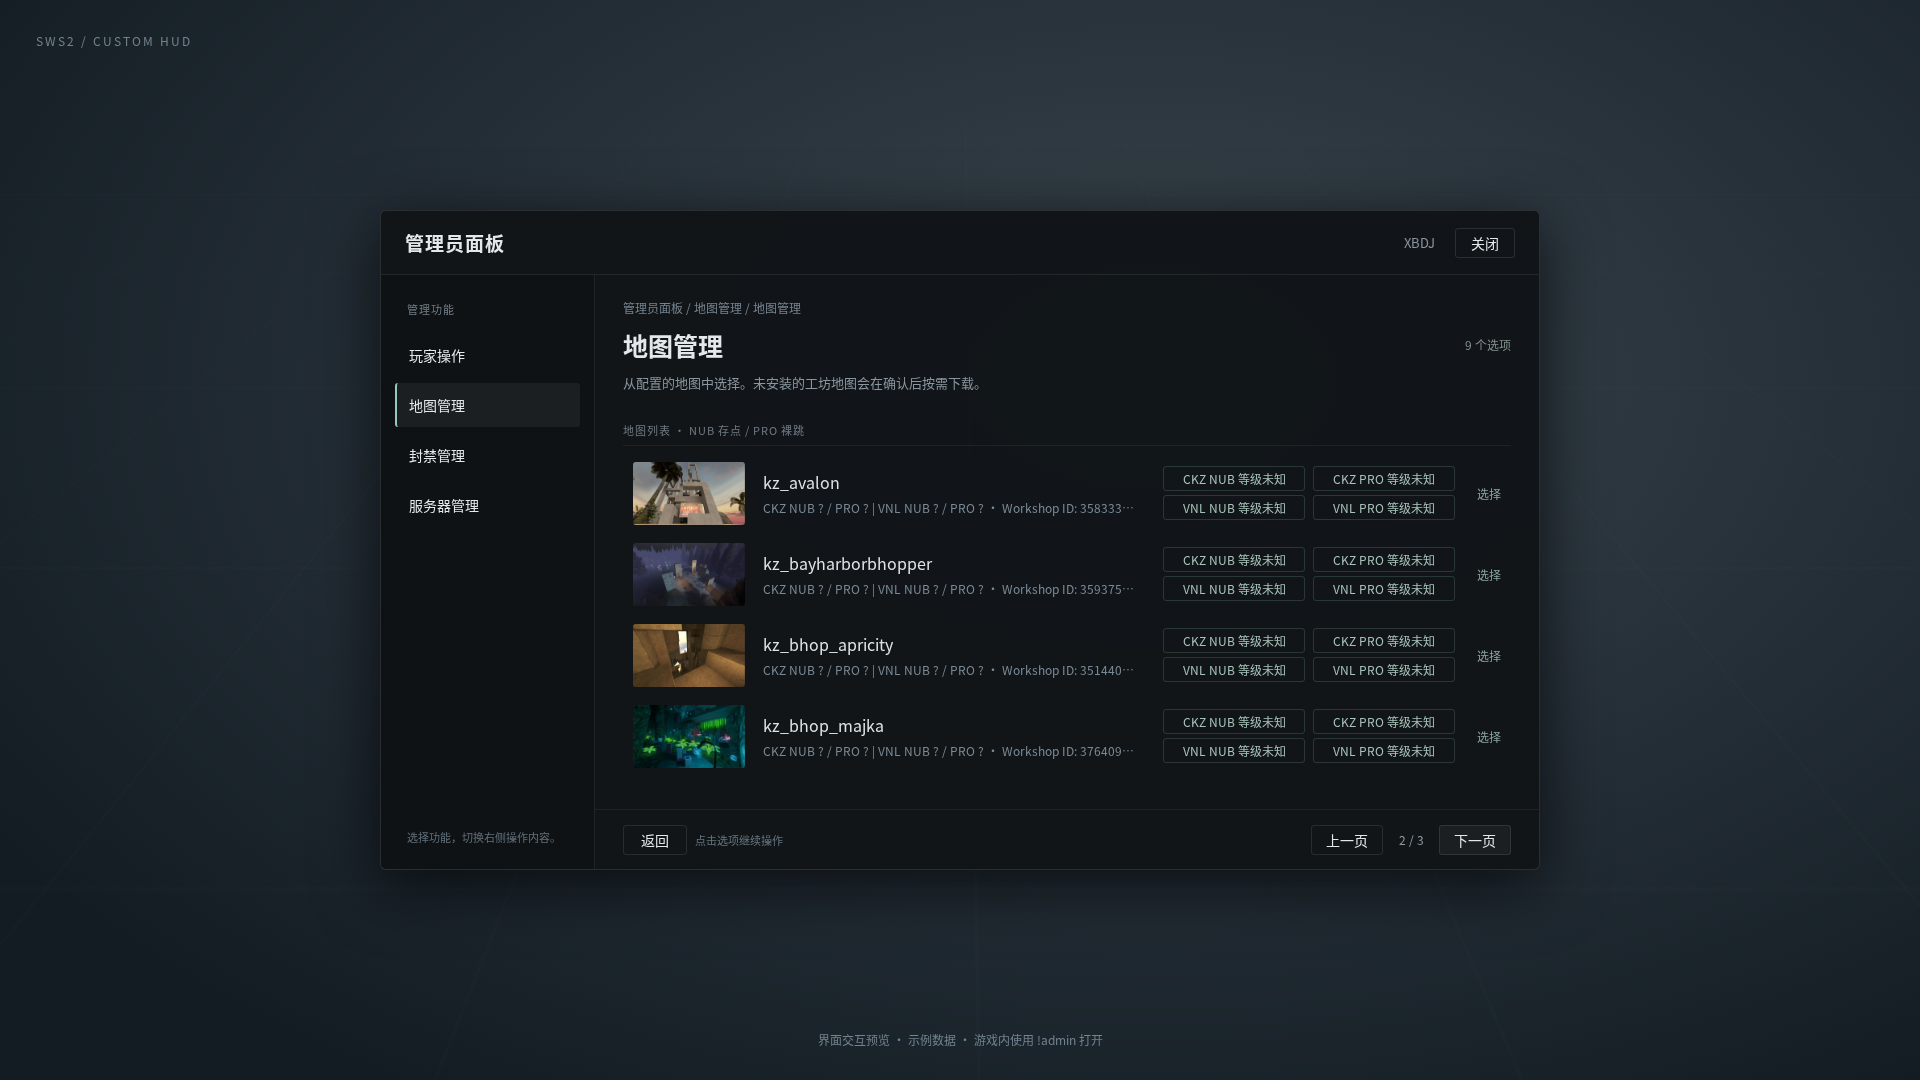 SWS2 / CUSTOM HUD
管理员面板
XBDJ
关闭
管理功能
玩家操作
地图管理
封禁管理
服务器管理
选择功能，切换右侧操作内容。
管理员面板 / 地图管理 / 地图管理
地图管理
9 个选项
从配置的地图中选择。未安装的工坊地图会在确认后按需下载。
地图列表 · NUB 存点 / PRO 裸跳
kz_avalon
CKZ NUB ? / PRO ? | VNL NUB ? / PRO ? · Workshop ID: 358333…
CKZ NUB 等级未知
CKZ PRO 等级未知
VNL NUB 等级未知
VNL PRO 等级未知
选择
kz_bayharborbhopper
CKZ NUB ? / PRO ? | VNL NUB ? / PRO ? · Workshop ID: 359375…
CKZ NUB 等级未知
CKZ PRO 等级未知
VNL NUB 等级未知
VNL PRO 等级未知
选择
kz_bhop_apricity
CKZ NUB ? / PRO ? | VNL NUB ? / PRO ? · Workshop ID: 351440…
CKZ NUB 等级未知
CKZ PRO 等级未知
VNL NUB 等级未知
VNL PRO 等级未知
选择
kz_bhop_majka
CKZ NUB ? / PRO ? | VNL NUB ? / PRO ? · Workshop ID: 376409…
CKZ NUB 等级未知
CKZ PRO 等级未知
VNL NUB 等级未知
VNL PRO 等级未知
选择
返回
点击选项继续操作
上一页
2 / 3
下一页
界面交互预览 · 示例数据 · 游戏内使用 !admin 打开